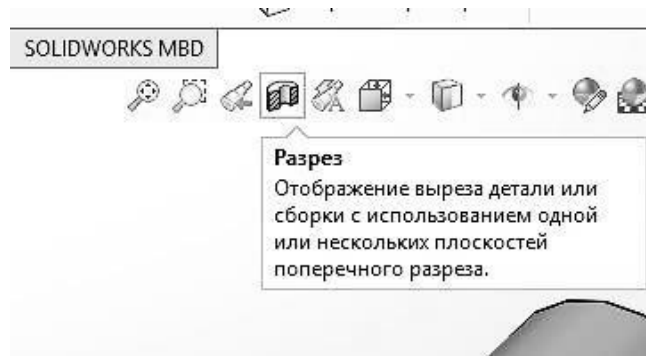 SOLIDWORKS MBD
Разрез
Отображение выреза детали или
сборки с использованием одной
или нескольких плоскостей
поперечного разреза.